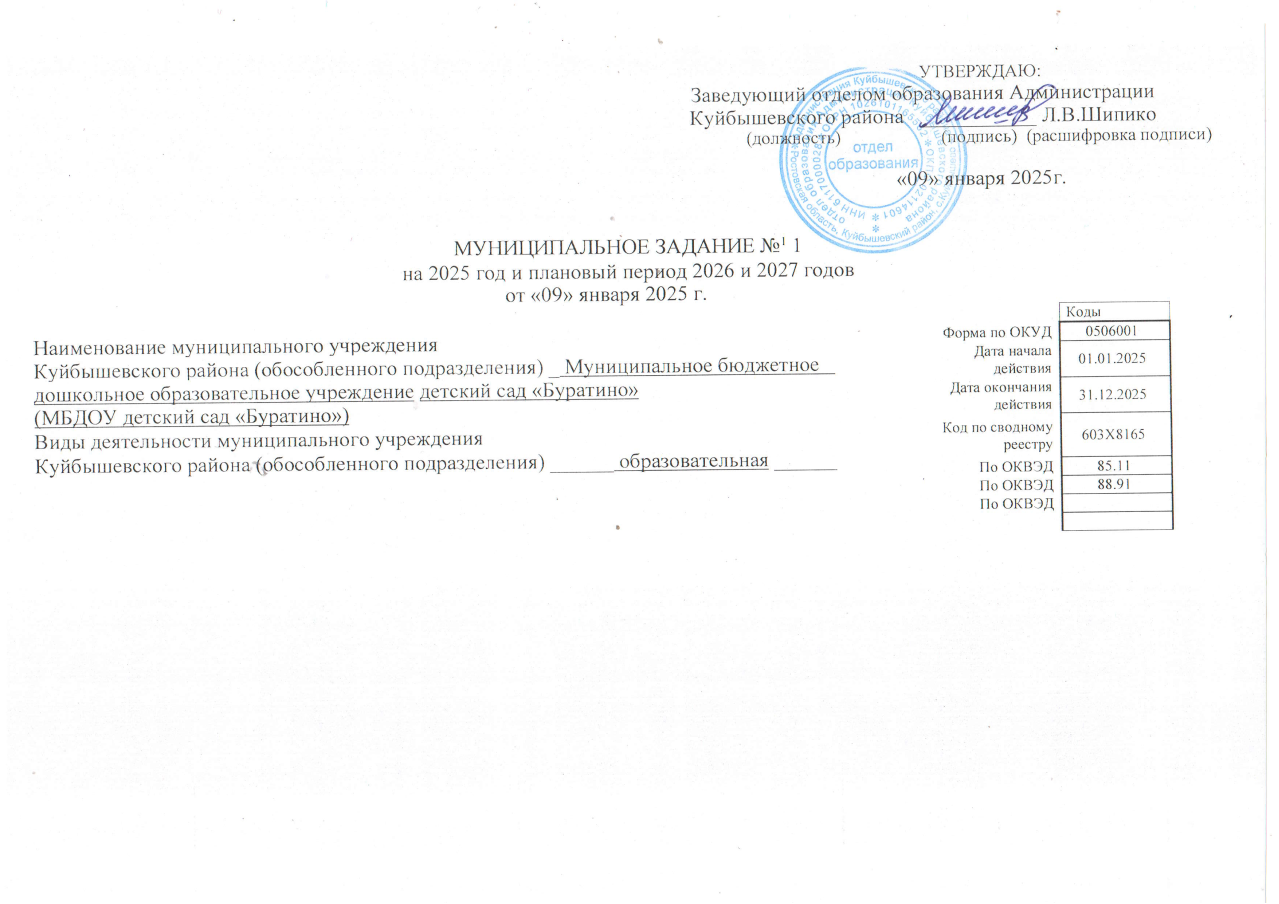 УТВЕРЖДАЮ:
Заведующий отделом образования Администрации
Куйбышевского района ____________ Л.В.Шипико
(должность) (подпись) (расшифровка подписи)
отдел
образования
«09» января 2025г.
МУНИЦИПАЛЬНОЕ ЗАДАНИЕ №¹ 1
на 2025 год и плановый период 2026 и 2027 годов
от «09» января 2025 г.
Коды
Форма по ОКУД 0506001
Дата начала
действия 01.01.2025
Дата окончания
действия 31.12.2025
Код по сводному
реестру 603Х8165
По ОКВЭД 85.11
По ОКВЭД 88.91
По ОКВЭД
Наименование муниципального учреждения
Куйбышевского района (обособленного подразделения) _ Муниципальное бюджетное
дошкольное образовательное учреждение детский сад «Буратино»
(МБДОУ детский сад «Буратино»)
Виды деятельности муниципального учреждения
Куйбышевского района (обособленного подразделения) ______ образовательная ______